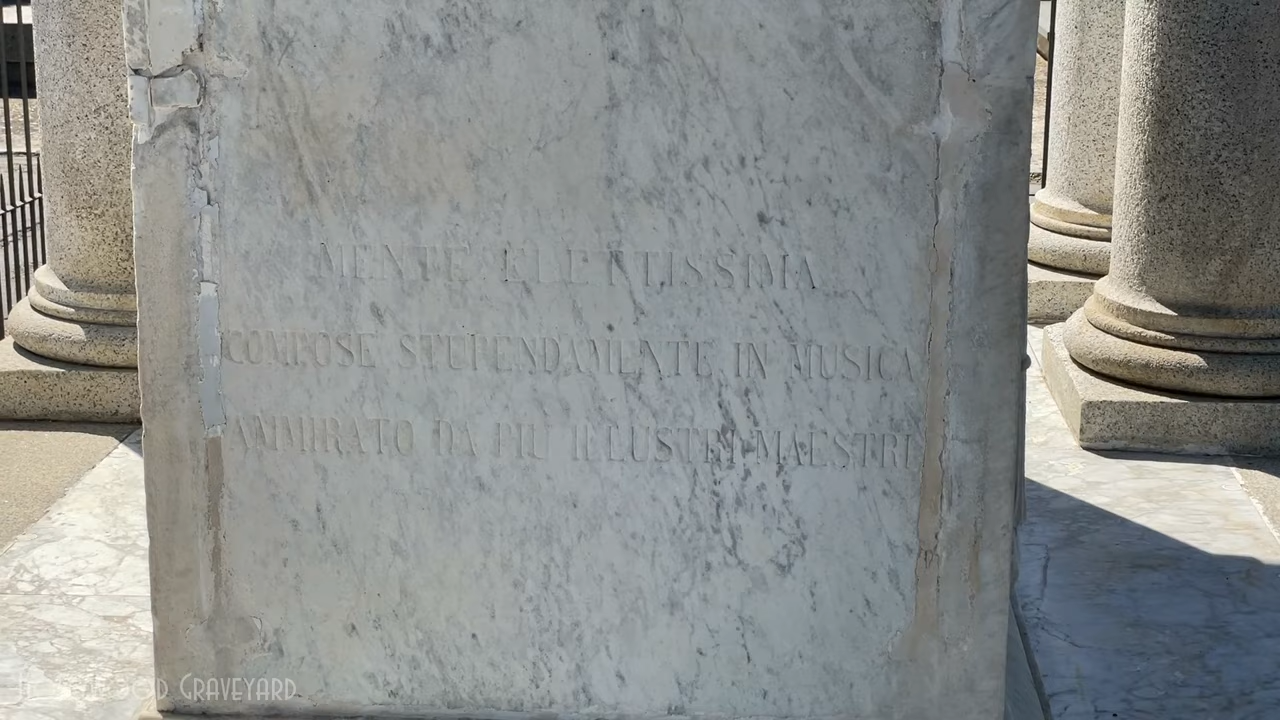 MENTE ELETTISSIMA
COMPOSE STUPENDAMENTE IN MUSICA
AMMIRATO DA PIU ILLUSTRI MAESTRI
GRAVEYARD